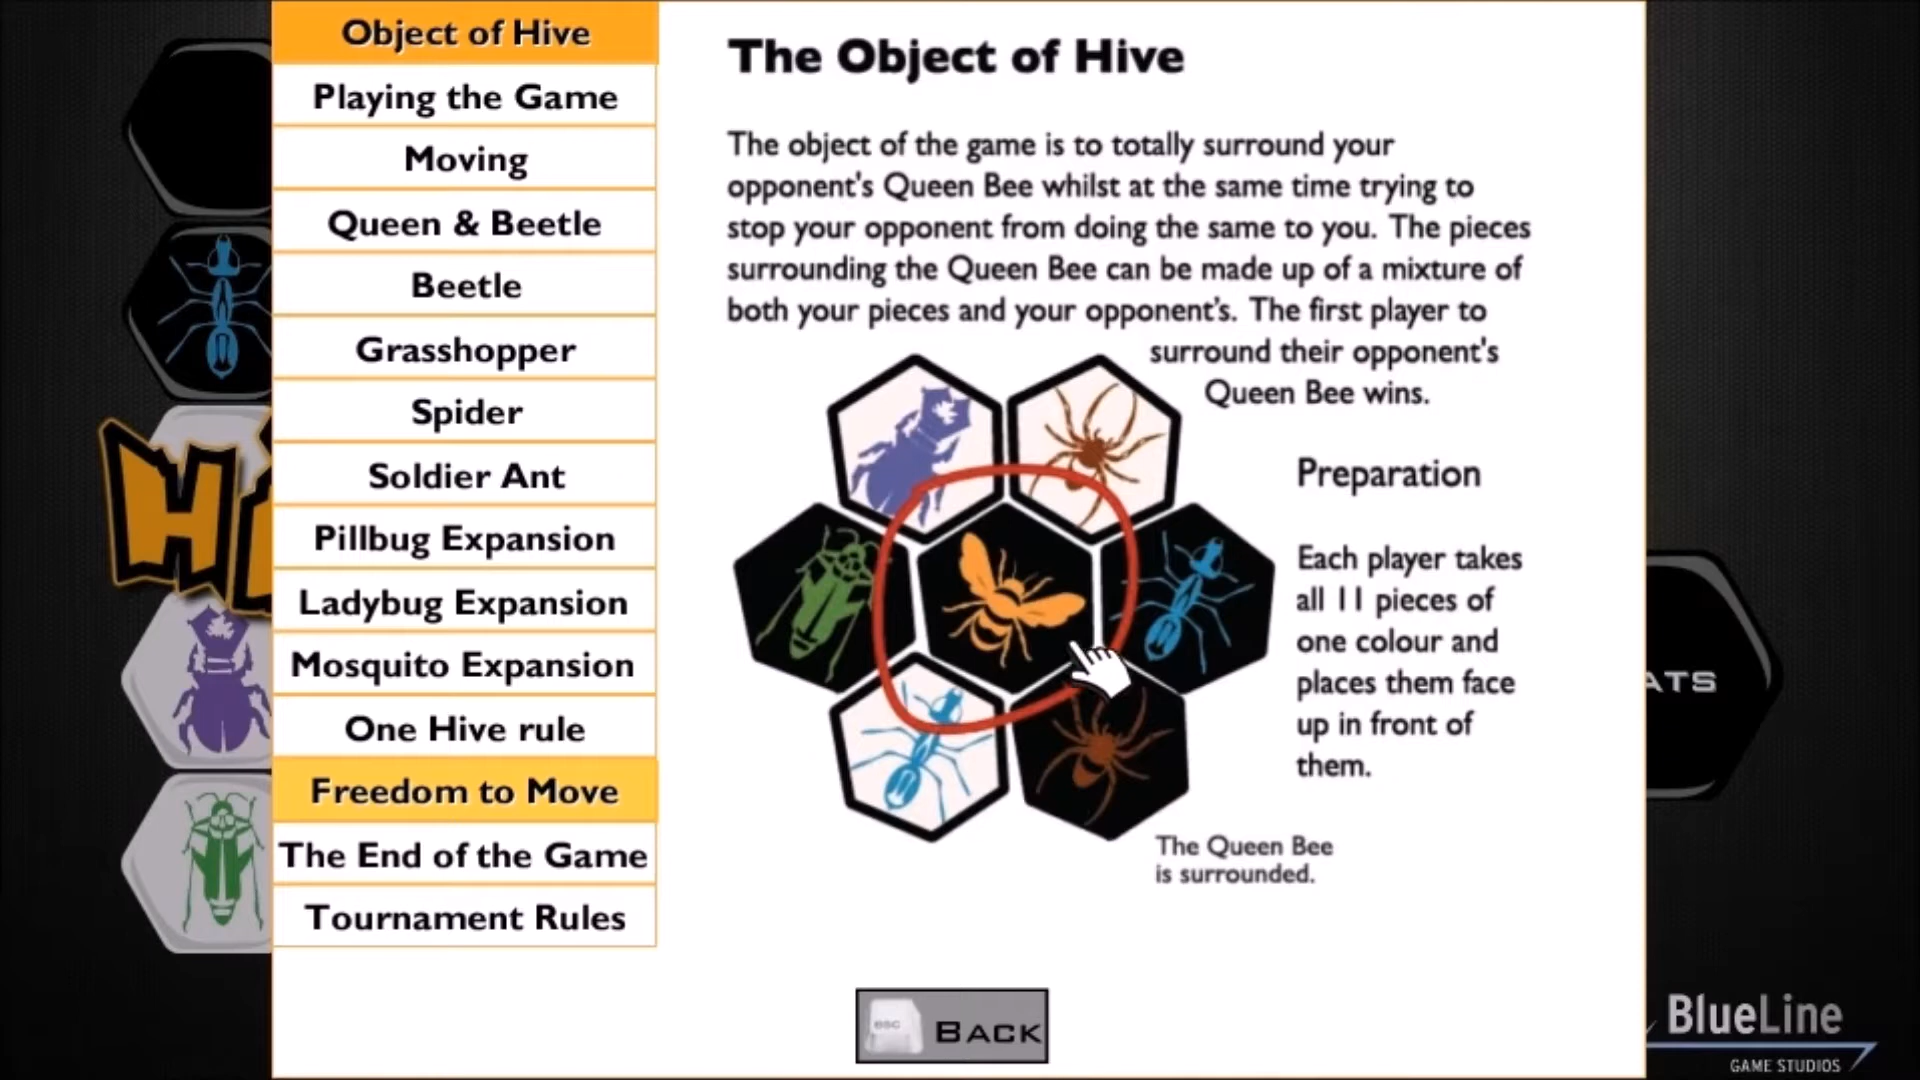 Object of Hive
Playing the Game
Moving
Queen & Beetle
Beetle
Grasshopper
Spider
Soldier Ant
Pillbug Expansion
Ladybug Expansion
Mosquito Expansion
One Hive rule
Freedom to Move
The End of the Game
Tournament Rules
The Object of Hive
The object of the game is to totally surround your
opponent's Queen Bee whilst at the same time trying to
stop your opponent from doing the same to you. The pieces
surrounding the Queen Bee can be made up of a mixture of
both your pieces and your opponent's. The first player to
surround their opponent's
Queen Bee wins.
Preparation
Each player takes
all 11 pieces of
one colour and
places them face
up in front of
them.
The Queen Bee
is surrounded.
esc
BACK
BlueLine
GAME STUDIOS